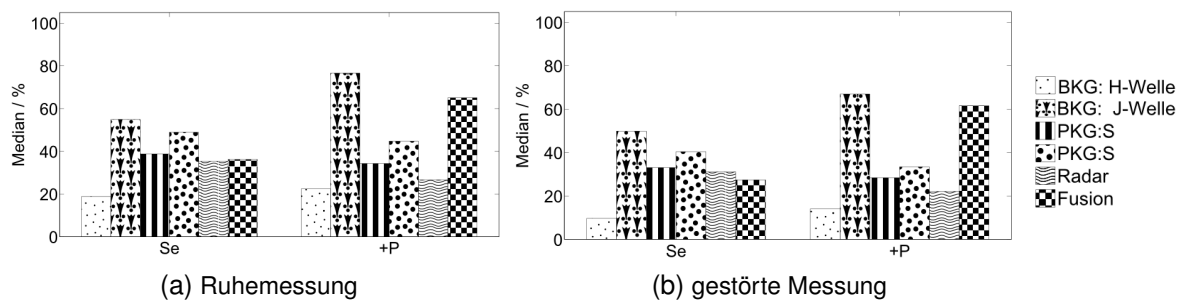 100
80
60
40
20
0
Median / %
Se
+P
(a) Ruhemessung
100
80
60
40
20
0
Median / %
Se
+P
(b) gestörte Messung
BKG: H-Welle
BKG: J-Welle
PKG:S
PKG:S
Radar
Fusion